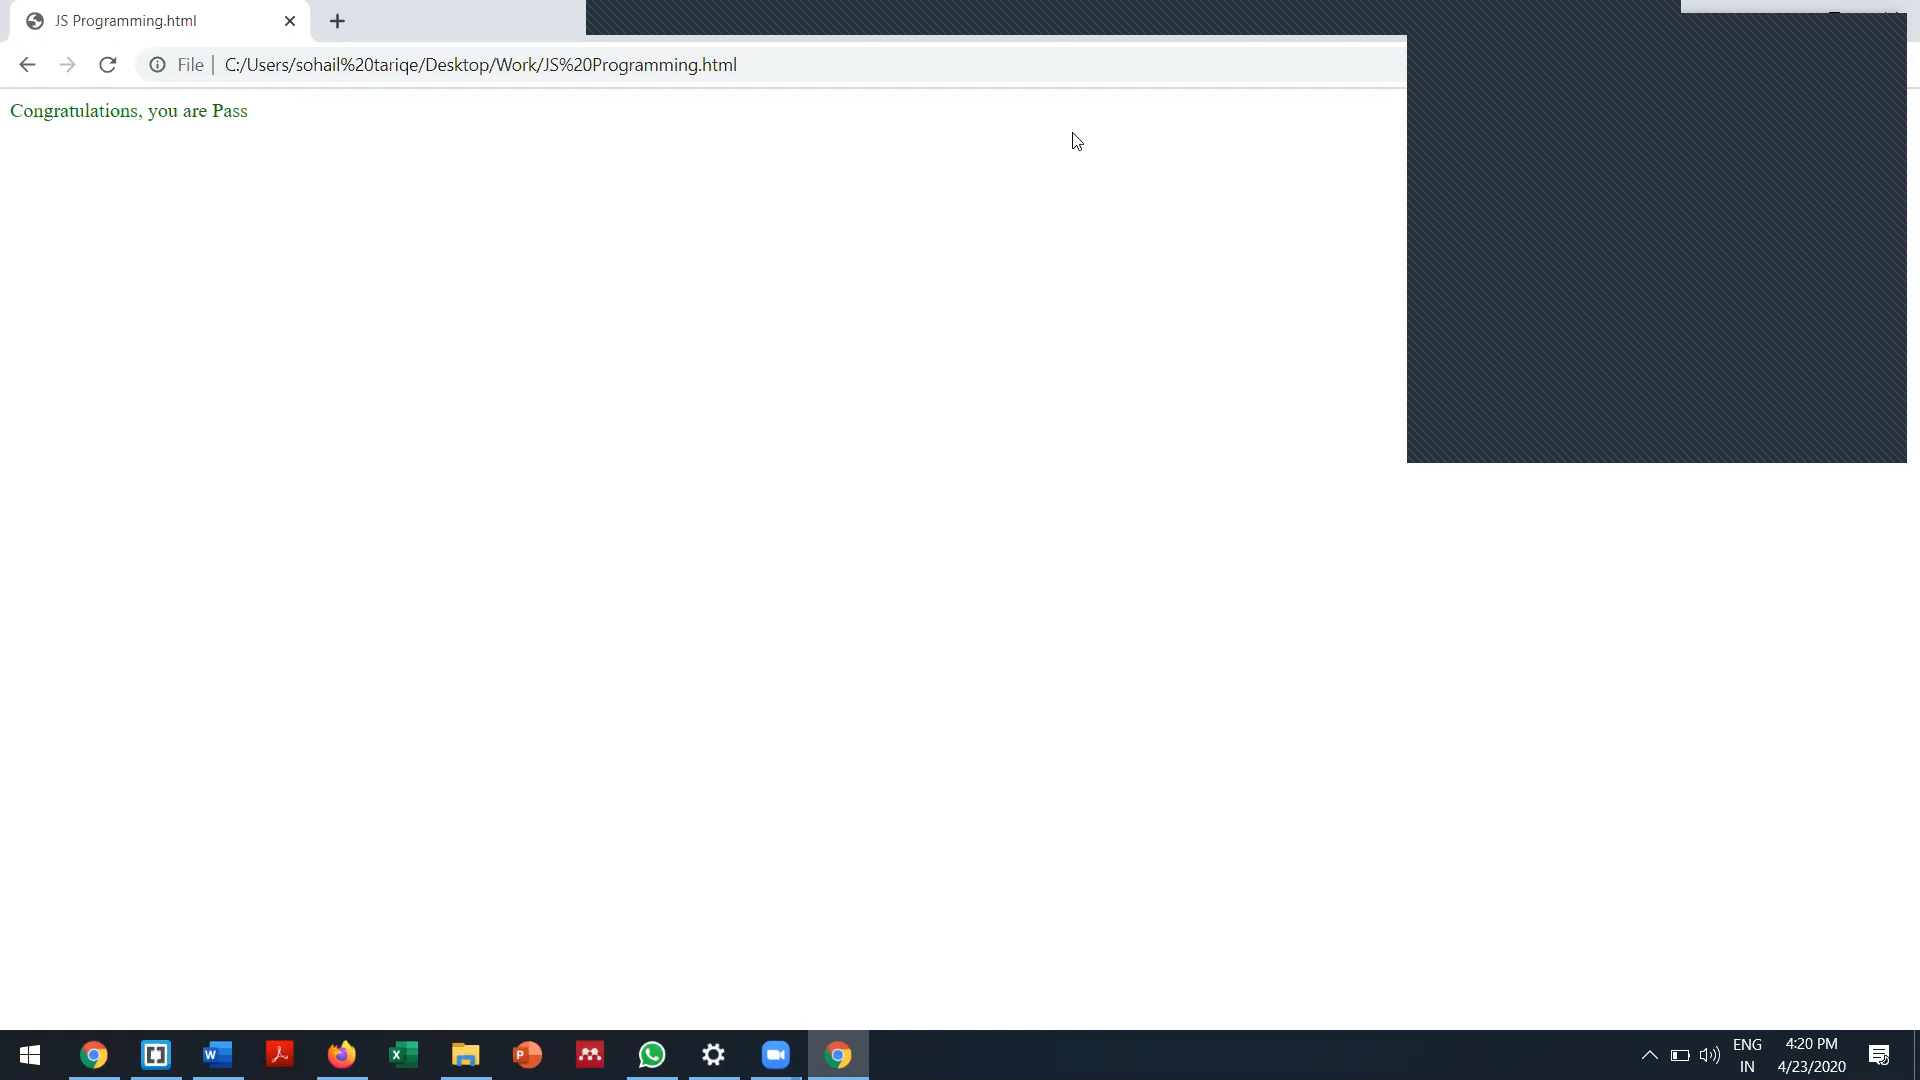 JS Programming.html
File | C:/Users/sohail%20tariqe/Desktop/Work/JS%20Programming.html
Congratulations, you are Pass
ENG 4:20 PM
IN 4/23/2020